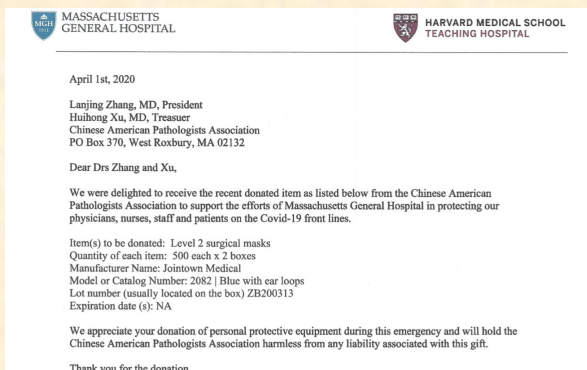 MGH
1811
MASSACHUSETTS
GENERAL HOSPITAL
HARVARD MEDICAL SCHOOL
TEACHING HOSPITAL
April 1st, 2020
Lanjing Zhang, MD, President
Huihong Xu, MD, Treasuer
Chinese American Pathologists Association
PO Box 370, West Roxbury, MA 02132
Dear Drs Zhang and Xu,
We were delighted to receive the recent donated item as listed below from the Chinese American
Pathologists Association to support the efforts of Massachusetts General Hospital in protecting our
physicians, nurses, staff and patients on the Covid-19 front lines.
Item(s) to be donated: Level 2 surgical masks
Quantity of each item: 500 each x 2 boxes
Manufacturer Name: Jointown Medical
Model or Catalog Number: 2082 | Blue with ear loops
Lot number (usually located on the box) ZB200313
Expiration date (s): NA
We appreciate your donation of personal protective equipment during this emergency and will hold the
Chinese American Pathologists Association harmless from any liability associated with this gift.
Thank you for the donation